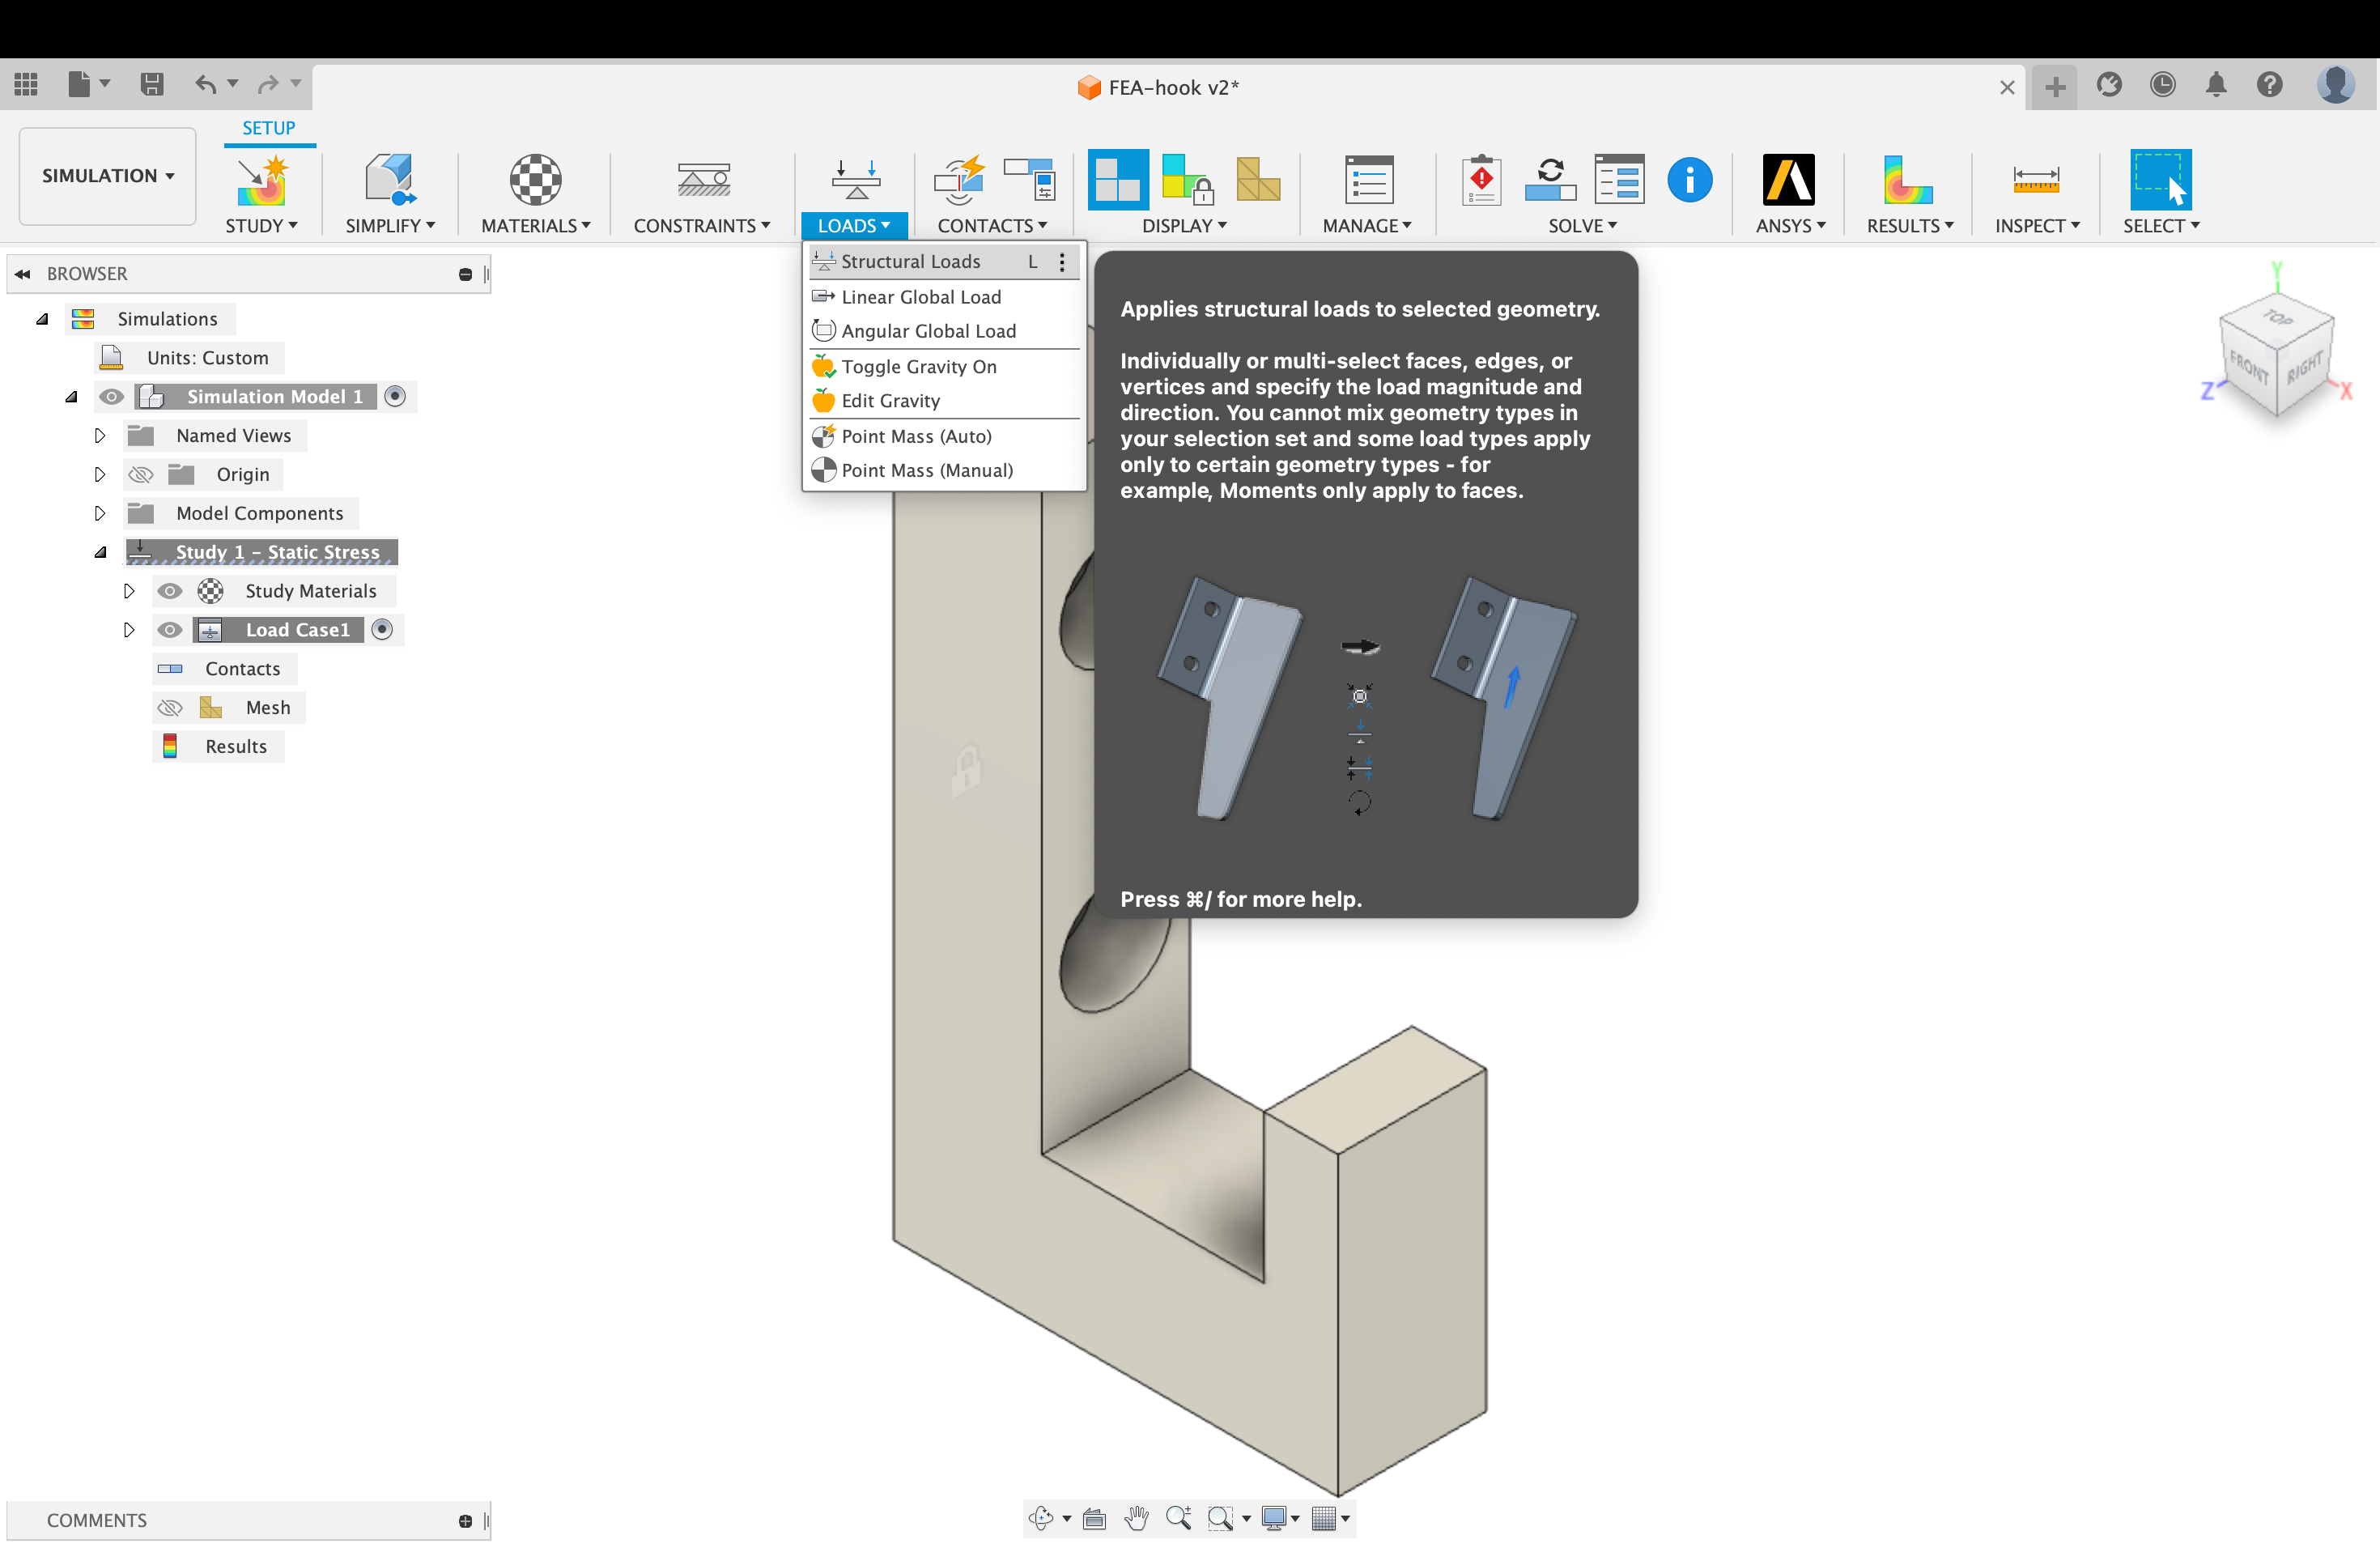 FEA-hook v2*
SETUP
SIMULATION
STUDY
SIMPLIFY
MATERIALS
CONSTRAINTS
LOADS
CONTACTS
DISPLAY
MANAGE
SOLVE
ANSYS
RESULTS
INSPECT
SELECT
BROWSER
Simulations
Units: Custom
Simulation Model 1
Named Views
Origin
Model Components
Study 1 - Static Stress
Study Materials
Load Case1
Contacts
Mesh
Results
Structural Loads L
Linear Global Load
Angular Global Load
Toggle Gravity On
Edit Gravity
Point Mass (Auto)
Point Mass (Manual)
Applies structural loads to selected geometry.
Individually or multi-select faces, edges, or
vertices and specify the load magnitude and
direction. You cannot mix geometry types in
your selection set and some load types apply
only to certain geometry types - for
example, Moments only apply to faces.
Press ⌘/ for more help.
Y
TOP
FRONT
RIGHT
Z
X
COMMENTS